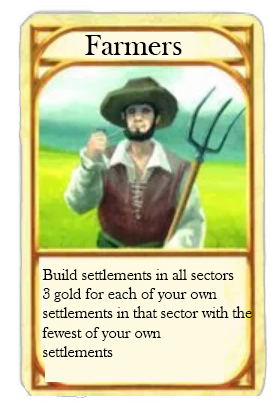 Farmers
Build settlements in all sectors
3 gold for each of your own
settlements in that sector with the
fewest of your own
settlements